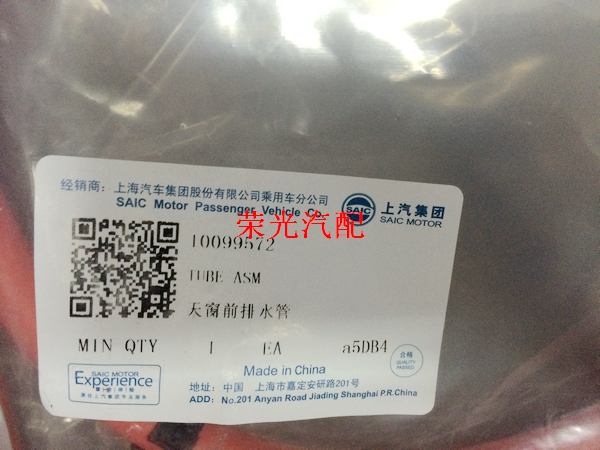 经销商：上海汽车集团股份有限公司乘用车分公司
SAIC Motor Passenger Vehicle Co.
SAIC
上汽集团
SAIC MOTOR
荣光汽配
10099572
TUBE ASM
天窗前排水管
MIN QTY 1 EA a5DB4
合格
QUALITY PASSED
SAIC MOTOR
Experience
Made in China
地址：中国 上海市嘉定安研路201号
ADD: No.201 Anyan Road Jiading Shanghai P.R.China